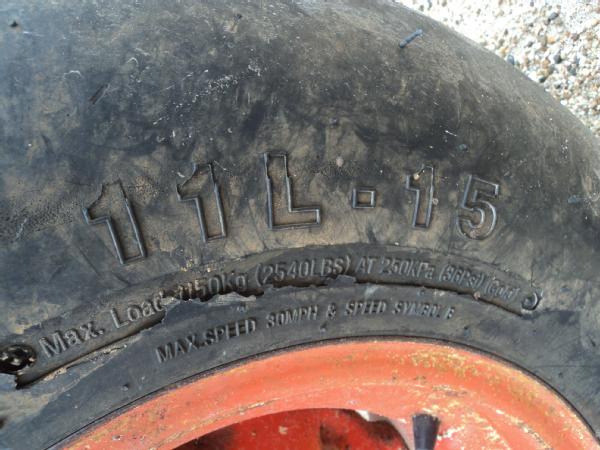 11L-15
Max. Load 1150Kg (2540LBS) AT 250KPa (36PSI) (Cold)
MAX.SPEED 30MPH & SPEED SYMBOL E